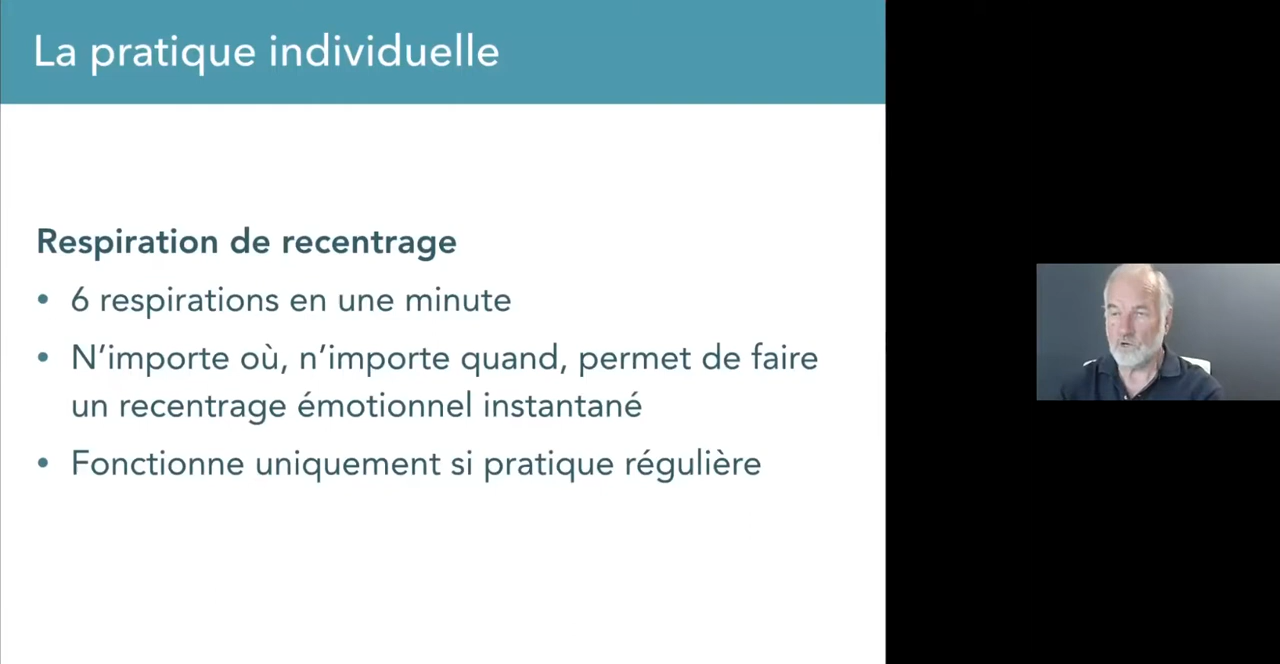 La pratique individuelle
Respiration de recentrage
• 6 respirations en une minute
• N’importe où, n’importe quand, permet de faire
un recentrage émotionnel instantané
• Fonctionne uniquement si pratique régulière